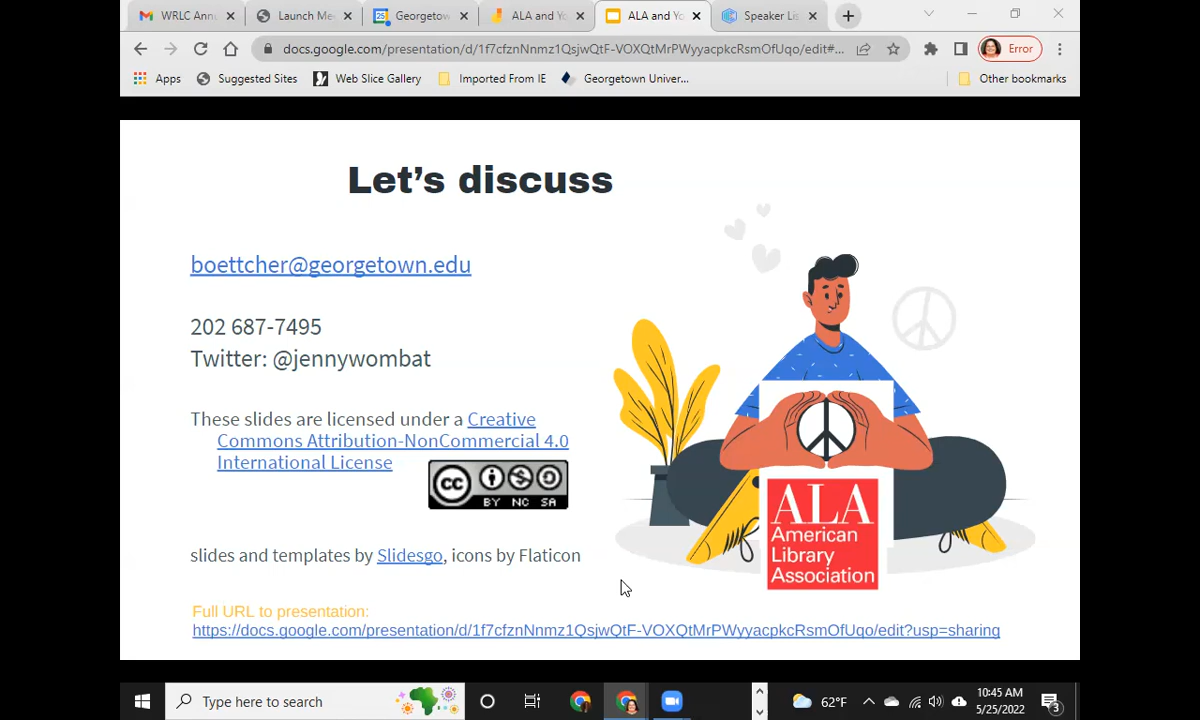 WRLC Ann
Launch Me
Georgetow
ALA and Yo
ALA and Yo
Speaker Lis
docs.google.com/presentation/d/1f7cfznNnmz1QsjwQtF-VOXQtMrPWyyacpkcRsmOfUqo/edit#...
Error
Apps
Suggested Sites
Web Slice Gallery
Imported From IE
Georgetown Univer...
Other bookmarks
Let's discuss
boettcher@georgetown.edu
202 687-7495
Twitter: @jennywombat
These slides are licensed under a Creative
Commons Attribution-NonCommercial 4.0
International License
cc
BY NC SA
slides and templates by Slidesgo, icons by Flaticon
ALA
American
Library
Association
Full URL to presentation:
https://docs.google.com/presentation/d/1f7cfznNnmz1QsjwQtF-VOXQtMrPWyyacpkcRsmOfUqo/edit?usp=sharing
Type here to search
62°F
10:45 AM
5/25/2022
3